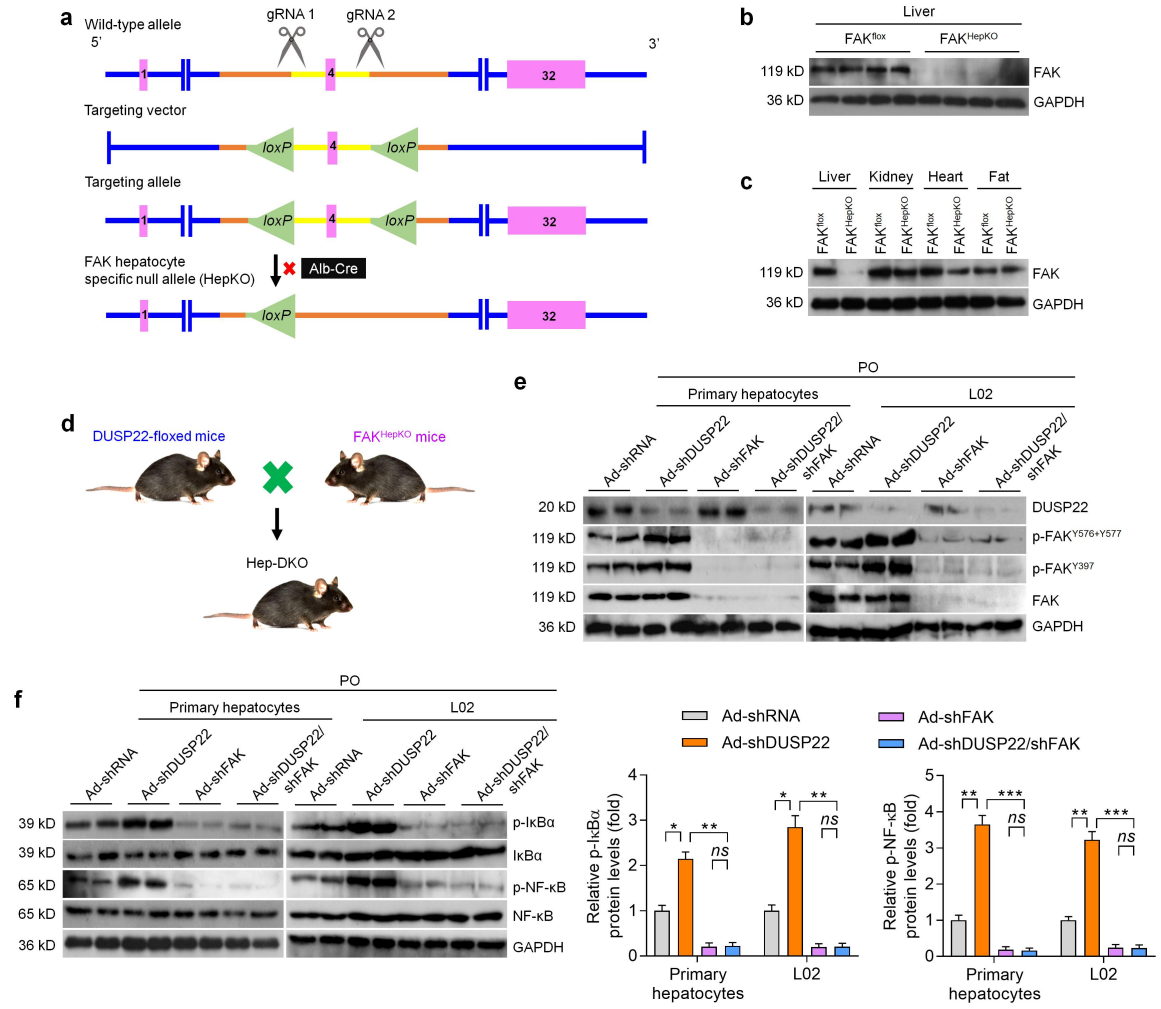 a
Wild-type allele
5’
gRNA 1
gRNA 2
3’
1
4
32
Targeting vector
loxP
4
loxP
Targeting allele
1
loxP
4
loxP
32
FAK hepatocyte
specific null allele (HepKO)
Alb-Cre
1
loxP
32
b
Liver
FAKflox
FAKHepKO
119 kD
FAK
36 kD
GAPDH
c
Liver
Kidney
Heart
Fat
FAKflox
FAKHepKO
FAKflox
FAKHepKO
FAKflox
FAKHepKO
FAKflox
FAKHepKO
119 kD
FAK
36 kD
GAPDH
d
DUSP22-floxed mice
FAKHepKO mice
Hep-DKO
e
PO
Primary hepatocytes
L02
Ad-shRNA
Ad-shDUSP22
Ad-shFAK
Ad-shDUSP22/
shFAK
Ad-shRNA
Ad-shDUSP22
Ad-shFAK
Ad-shDUSP22/
shFAK
20 kD
DUSP22
119 kD
p-FAKY576+Y577
119 kD
p-FAKY397
119 kD
FAK
36 kD
GAPDH
f
PO
Primary hepatocytes
L02
Ad-shRNA
Ad-shDUSP22
Ad-shFAK
Ad-shDUSP22/
shFAK
Ad-shRNA
Ad-shDUSP22
Ad-shFAK
Ad-shDUSP22/
shFAK
39 kD
p-IκBα
39 kD
IκBα
65 kD
p-NF-κB
65 kD
NF-κB
36 kD
GAPDH
Ad-shRNA
Ad-shDUSP22
Ad-shFAK
Ad-shDUSP22/shFAK
Relative p-IκBα
protein levels (fold)
4
3
2
1
0
*
**
ns
*
**
ns
Primary
hepatocytes
L02
Relative p-NF-κB
protein levels (fold)
5
4
3
2
1
0
**
***
ns
**
***
ns
Primary
hepatocytes
L02